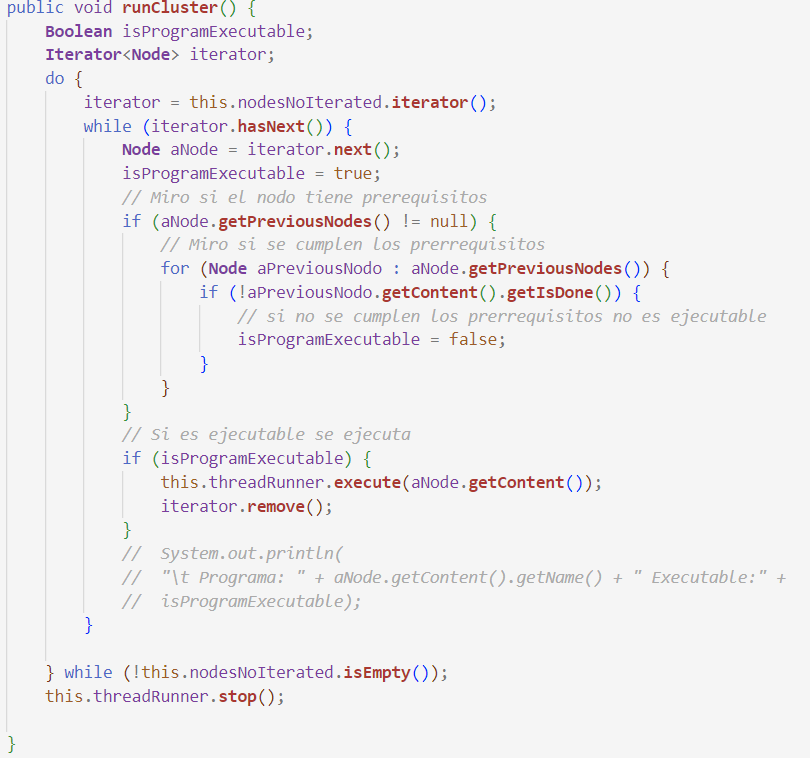 public void runCluster() {
    Boolean isProgramExecutable;
    Iterator<Node> iterator;
    do {
        iterator = this.nodesNoIterated.iterator();
        while (iterator.hasNext()) {
            Node aNode = iterator.next();
            isProgramExecutable = true;
            // Miro si el nodo tiene prerequisitos
            if (aNode.getPreviousNodes() != null) {
                // Miro si se cumplen los prerrequisitos
                for (Node aPreviousNodo : aNode.getPreviousNodes()) {
                    if (!aPreviousNodo.getContent().getIsDone()) {
                        // si no se cumplen los prerrequisitos no es ejecutable
                        isProgramExecutable = false;
                    }
                }
            }
            // Si es ejecutable se ejecuta
            if (isProgramExecutable) {
                this.threadRunner.execute(aNode.getContent());
                iterator.remove();
            }
            //  System.out.println(
            //  "\t Programa: " + aNode.getContent().getName() + " Executable:" +
            //  isProgramExecutable);
        }

    } while (!this.nodesNoIterated.isEmpty());
    this.threadRunner.stop();

}